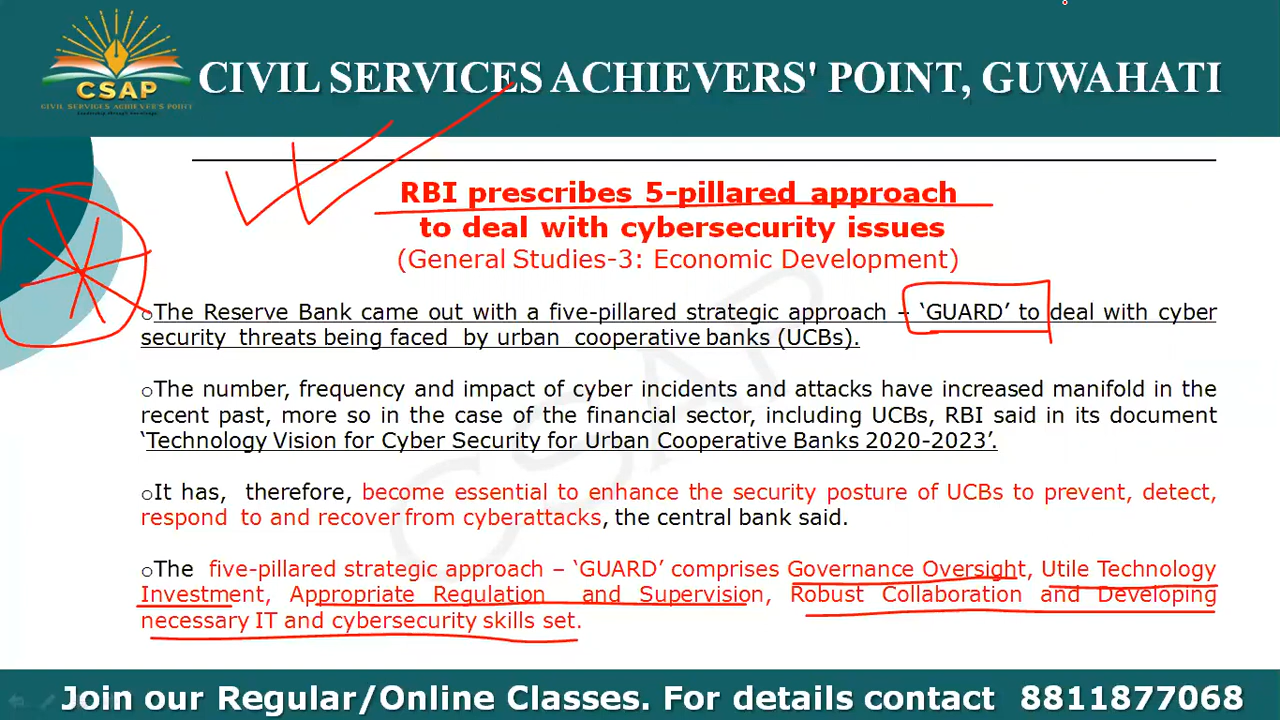 CSAP
CIVIL SERVICES ACHIEVER'S POINT
CIVIL SERVICES ACHIEVERS' POINT, GUWAHATI
RBI prescribes 5-pillared approach
to deal with cybersecurity issues
(General Studies-3: Economic Development)
oThe Reserve Bank came out with a five-pillared strategic approach – ‘GUARD’ to deal with cyber
security threats being faced by urban cooperative banks (UCBs).
oThe number, frequency and impact of cyber incidents and attacks have increased manifold in the
recent past, more so in the case of the financial sector, including UCBs, RBI said in its document
‘Technology Vision for Cyber Security for Urban Cooperative Banks 2020-2023’.
oIt has, therefore, become essential to enhance the security posture of UCBs to prevent, detect,
respond to and recover from cyberattacks, the central bank said.
oThe five-pillared strategic approach – ‘GUARD’ comprises Governance Oversight, Utile Technology
Investment, Appropriate Regulation and Supervision, Robust Collaboration and Developing
necessary IT and cybersecurity skills set.
CSAP
Join our Regular/Online Classes. For details contact 8811877068